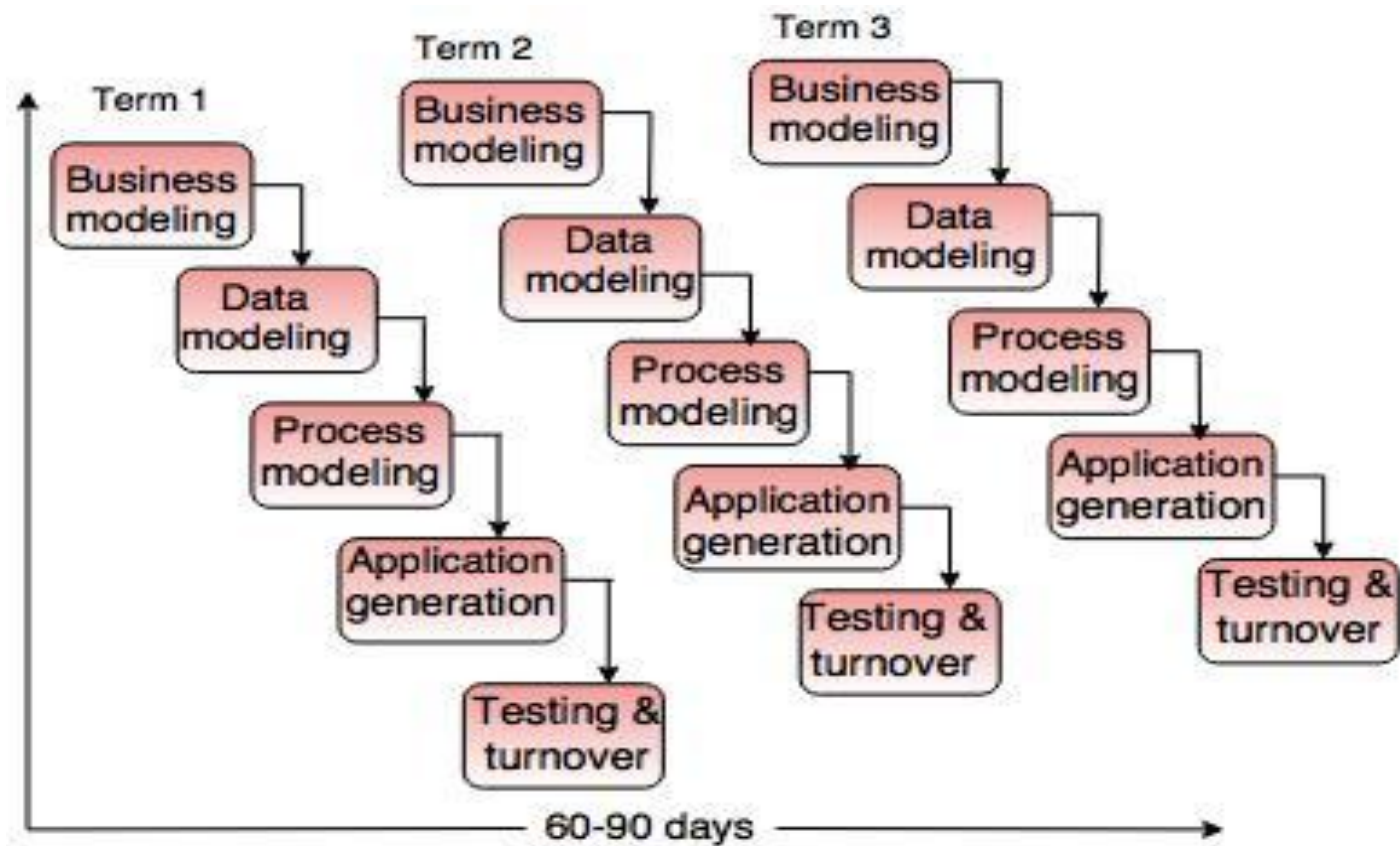 Term 1
Business
modeling
Data
modeling
Process
modeling
Application
generation
Testing &
turnover
Term 2
Business
modeling
Data
modeling
Process
modeling
Application
generation
Testing &
turnover
Term 3
Business
modeling
Data
modeling
Process
modeling
Application
generation
Testing &
turnover
60-90 days